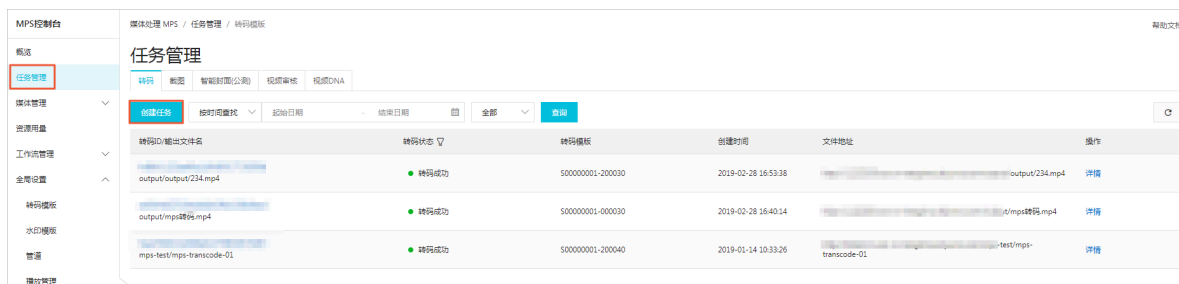 MPS控制台
媒体处理 MPS / 任务管理 / 转码模版
帮助文档
概览
任务管理
任务管理
转码 截图 智能封面(公测) 视频审核 视频DNA
媒体管理
创建任务 按时间查找 起始日期 - 结束日期 全部 查询
资源用量
工作流管理
转码ID/输出文件名 转码状态 转码模版 创建时间 文件地址 操作
全局设置
output/output/234.mp4 转码成功 S00000001-200030 2019-02-28 16:53:38 output/234.mp4 详情
转码模版
水印模版
output/mps转码.mp4 转码成功 S00000001-000030 2019-02-28 16:40:14 t/mps转码.mp4 详情
管道
mps-test/mps-transcode-01 转码成功 S00000001-200040 2019-01-14 10:33:26 -test/mps-
transcode-01 详情
播放管理